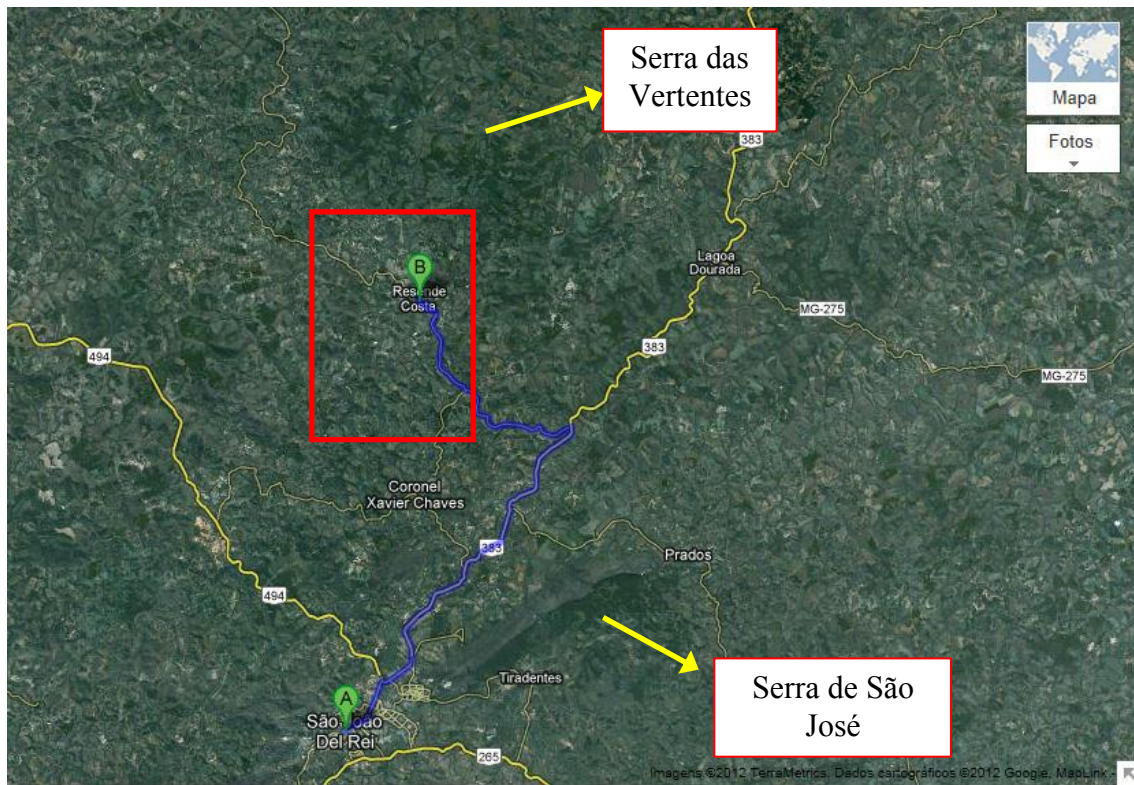 Serra das
Vertentes
Mapa
Fotos
383
B
Resende
Costa
Lagoa
Dourada
MG-275
494
383
MG-275
Coronel
Xavier Chaves
383
Prados
494
Tiradentes
A
São João
Del Rei
265
Serra de São
José
Imagens ©2012 TerraMetrics, Dados cartográficos ©2012 Google, MapLink -